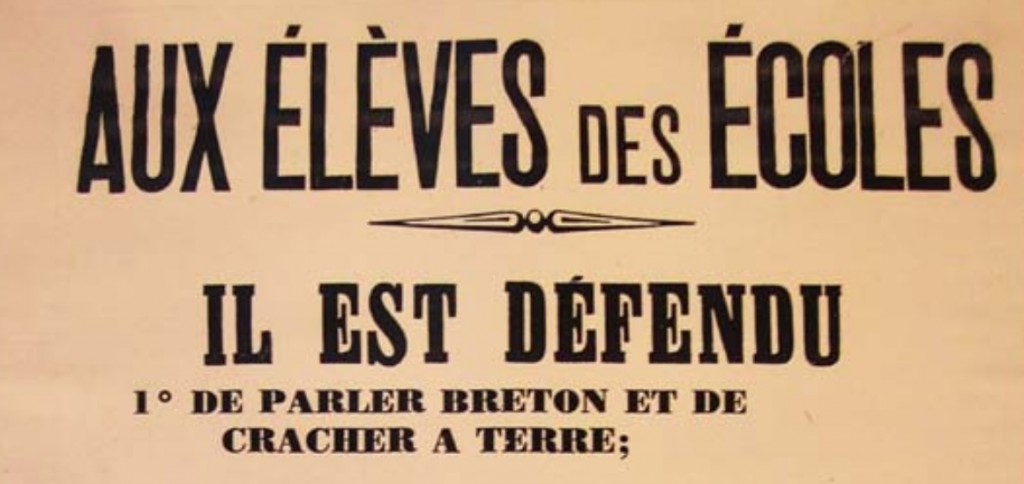 AUX ÉLÈVES DES ÉCOLES
IL EST DÉFENDU
1° DE PARLER BRETON ET DE
CRACHER A TERRE;